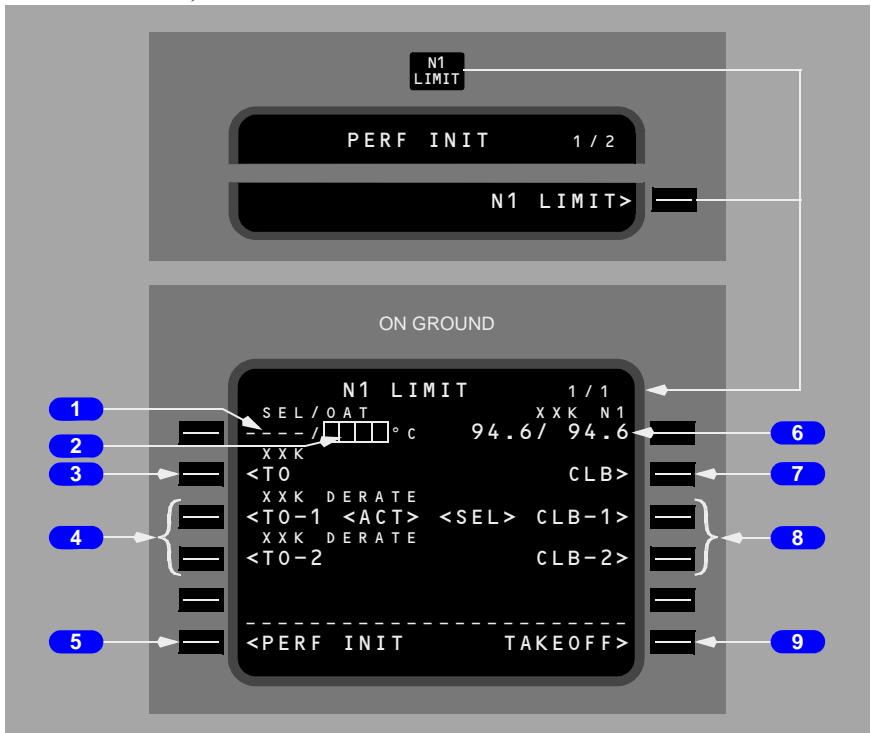 N1
LIMIT
PERF INIT 1/2
N1 LIMIT>
ON GROUND
N1 LIMIT 1/1
SEL/OAT XXK N1
1 ----/ °C 94.6/ 94.6 6
2
XXK
3 <TO CLB> 7
XXK DERATE
<TO-1 <ACT> <SEL> CLB-1>
4 XXK DERATE 8
<TO-2 CLB-2>
------------------------
5 <PERF INIT TAKEOFF> 9